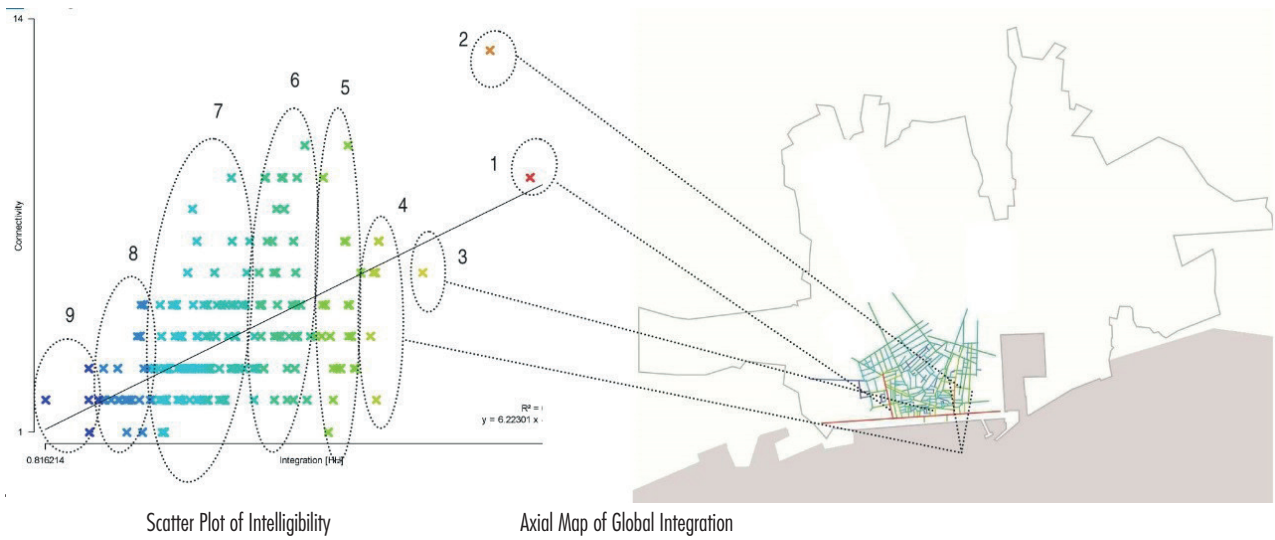 14
2
6
5
7
1
4
Connectivity
3
8
9
R² =
y = 6.22301 x
1
0.816214
Integration [HH]
Scatter Plot of Intelligibility
Axial Map of Global Integration